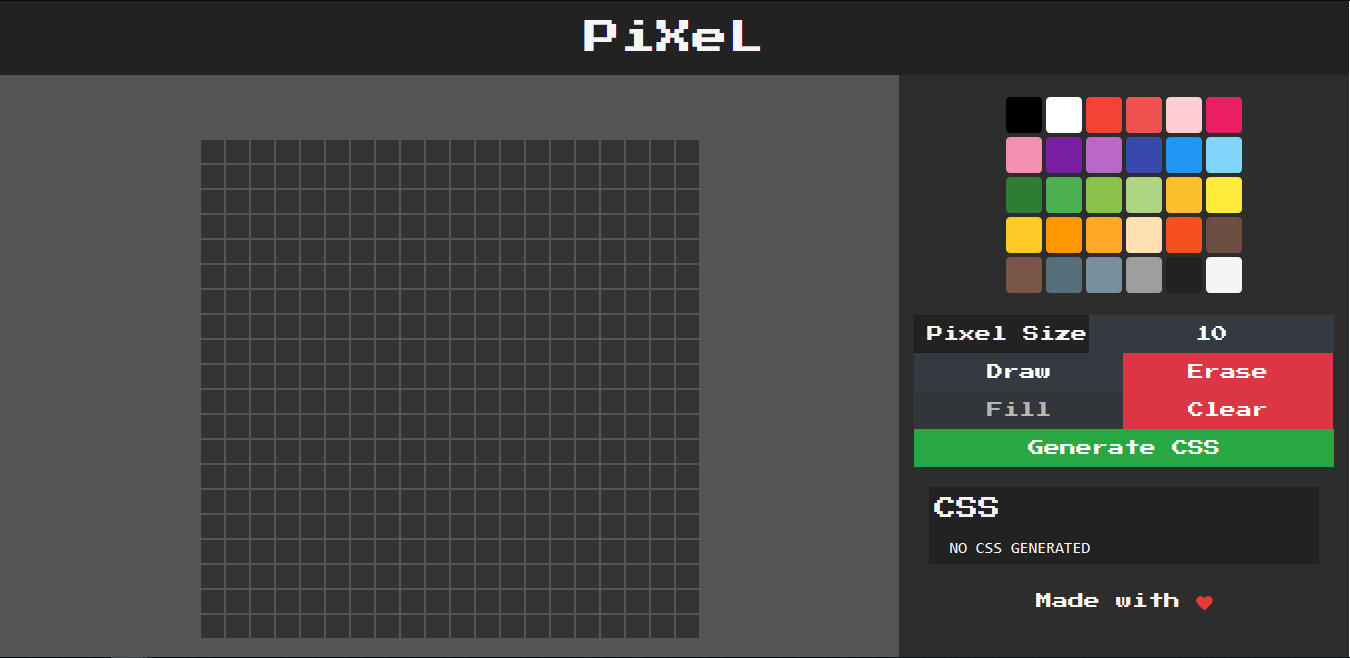 PiXeL
Pixel Size 10
Draw Erase
Fill Clear
Generate CSS
CSS
NO CSS GENERATED
Made with ❤